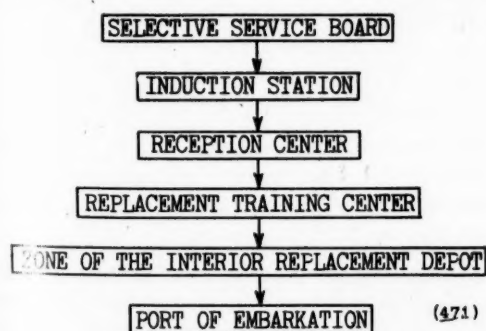 SELECTIVE SERVICE BOARD
INDUCTION STATION
RECEPTION CENTER
REPLACEMENT TRAINING CENTER
ZONE OF THE INTERIOR REPLACEMENT DEPOT
PORT OF EMBARKATION (471)